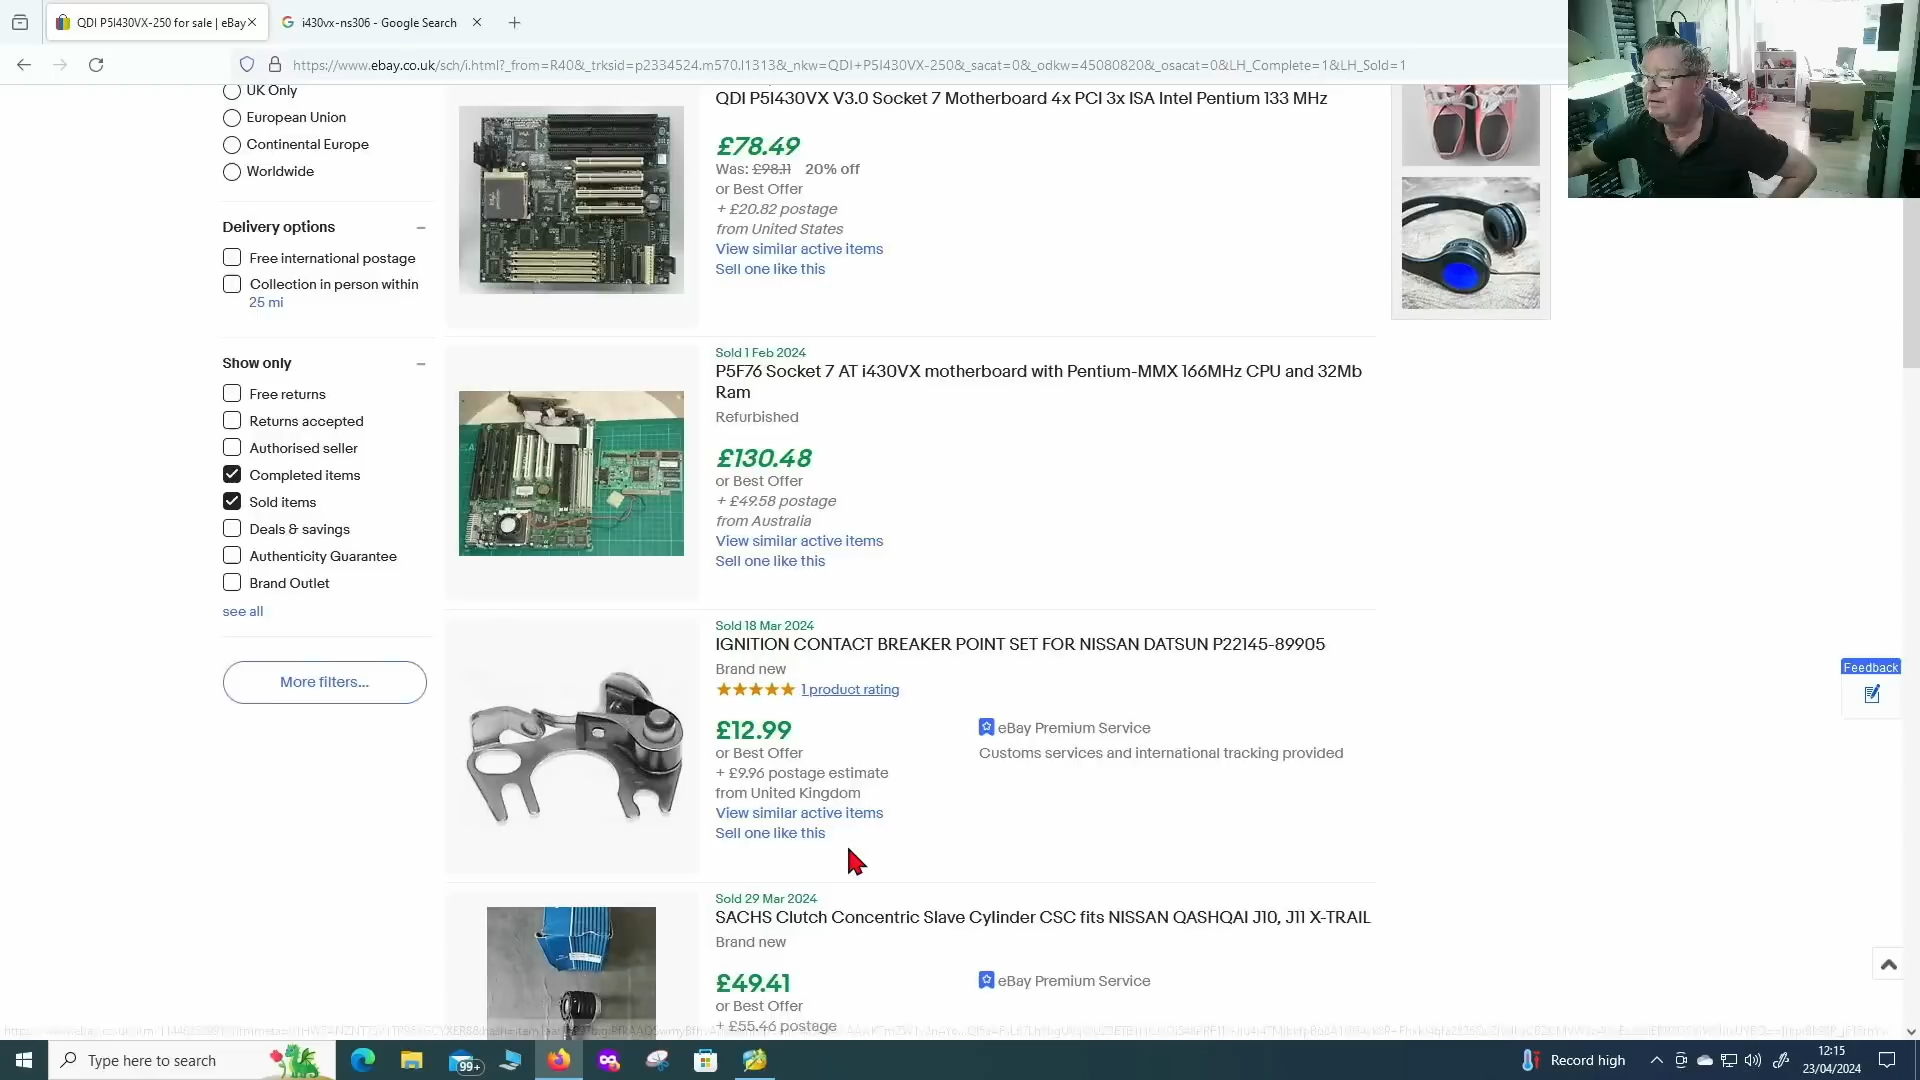 QDI P5I430VX-250 for sale | eBay
i430vx-ns306 - Google Search
https://www.ebay.co.uk/sch/i.html?_from=R40&_trksid=p2334524.m570.l1313&_nkw=QDI+P5I430VX-250&_sacat=0&_odkw=45080820&_osacat=0&LH_Complete=1&LH_Sold=1
UK Only
European Union
Continental Europe
Worldwide
Delivery options
Free international postage
Collection in person within
25 mi
Show only
Free returns
Returns accepted
Authorised seller
Completed items
Sold items
Deals & savings
Authenticity Guarantee
Brand Outlet
see all
More filters...
QDI P5I430VX V3.0 Socket 7 Motherboard 4x PCI 3x ISA Intel Pentium 133 MHz
£78.49
Was: £98.11 20% off
or Best Offer
+ £20.82 postage
from United States
View similar active items
Sell one like this
Sold 1 Feb 2024
P5F76 Socket 7 AT i430VX motherboard with Pentium-MMX 166MHz CPU and 32Mb
Ram
Refurbished
£130.48
or Best Offer
+ £49.58 postage
from Australia
View similar active items
Sell one like this
Sold 18 Mar 2024
IGNITION CONTACT BREAKER POINT SET FOR NISSAN DATSUN P22145-89905
Brand new
1 product rating
£12.99
or Best Offer
+ £9.96 postage estimate
from United Kingdom
View similar active items
Sell one like this
eBay Premium Service
Customs services and international tracking provided
Sold 29 Mar 2024
SACHS Clutch Concentric Slave Cylinder CSC fits NISSAN QASHQAI J10, J11 X-TRAIL
Brand new
£49.41
or Best Offer
+ £55.46 postage
eBay Premium Service
Feedback
Type here to search
99+
Record high
12:15
23/04/2024